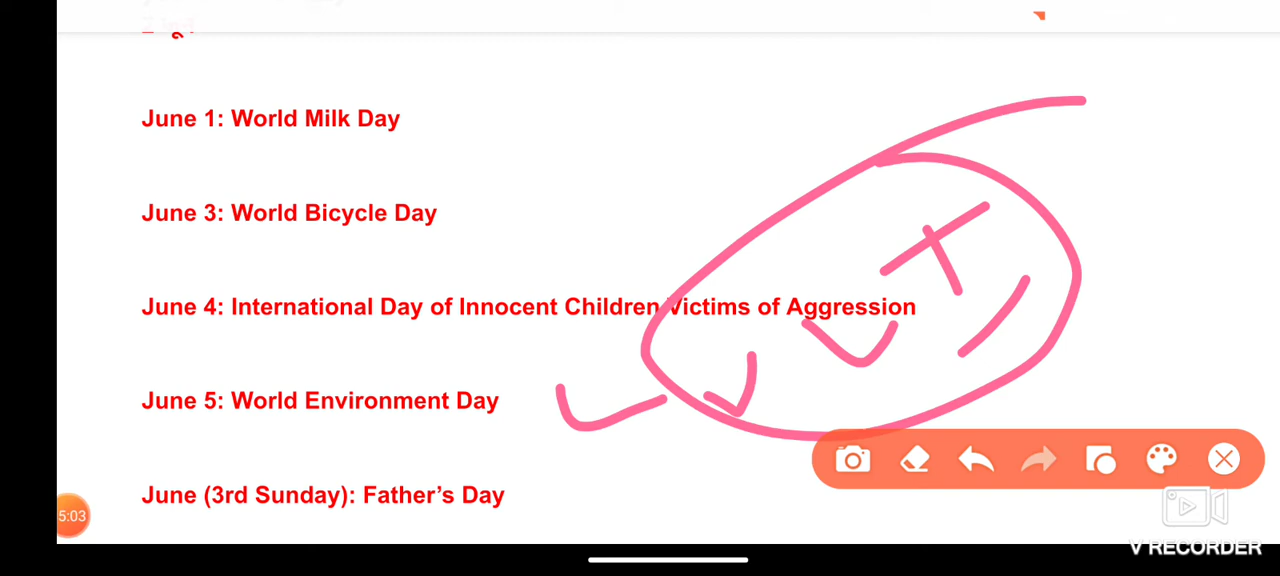 June 1: World Milk Day
June 3: World Bicycle Day
June 4: International Day of Innocent Children Victims of Aggression
June 5: World Environment Day
June (3rd Sunday): Father’s Day
5:03
V RECORDER